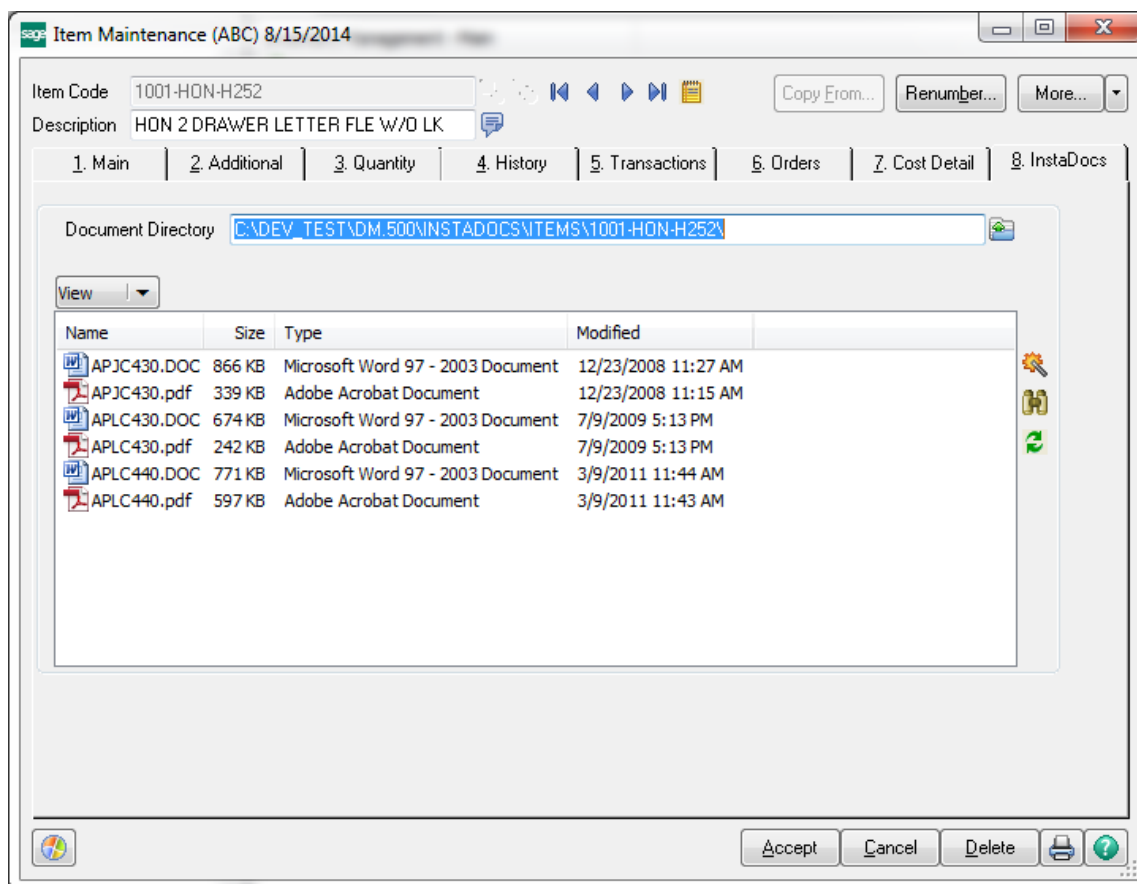 sage Item Maintenance (ABC) 8/15/2014
Item Code 1001-HON-H252 Copy From... Renumber... More...
Description HON 2 DRAWER LETTER FLE W/O LK
1. Main 2. Additional 3. Quantity 4. History 5. Transactions 6. Orders 7. Cost Detail 8. InstaDocs
Document Directory C:\DEV_TEST\DM.500\INSTADOCS\ITEMS\1001-HON-H252\
View
Name Size Type Modified
APJC430.DOC 866 KB Microsoft Word 97 - 2003 Document 12/23/2008 11:27 AM
APJC430.pdf 339 KB Adobe Acrobat Document 12/23/2008 11:15 AM
APLC430.DOC 674 KB Microsoft Word 97 - 2003 Document 7/9/2009 5:13 PM
APLC430.pdf 242 KB Adobe Acrobat Document 7/9/2009 5:13 PM
APLC440.DOC 771 KB Microsoft Word 97 - 2003 Document 3/9/2011 11:44 AM
APLC440.pdf 597 KB Adobe Acrobat Document 3/9/2011 11:43 AM
Accept Cancel Delete